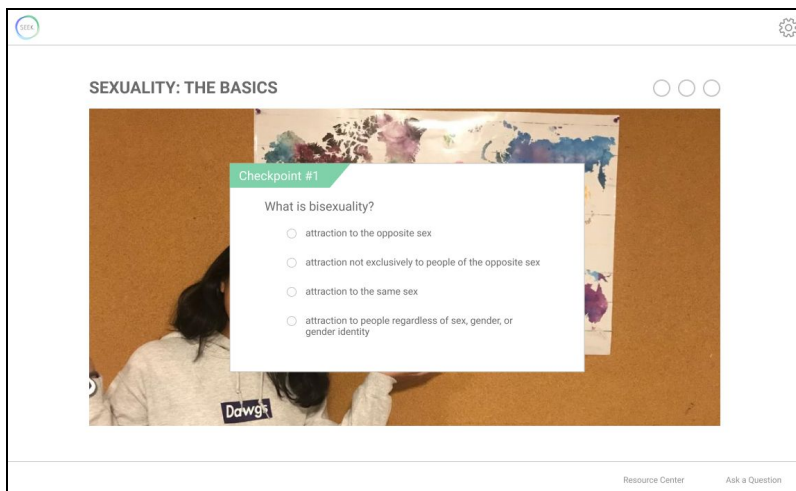 SEEK
SEXUALITY: THE BASICS
Checkpoint #1
What is bisexuality?
attraction to the opposite sex
attraction not exclusively to people of the opposite sex
attraction to the same sex
attraction to people regardless of sex, gender, or
gender identity
Dawgs
Resource Center
Ask a Question